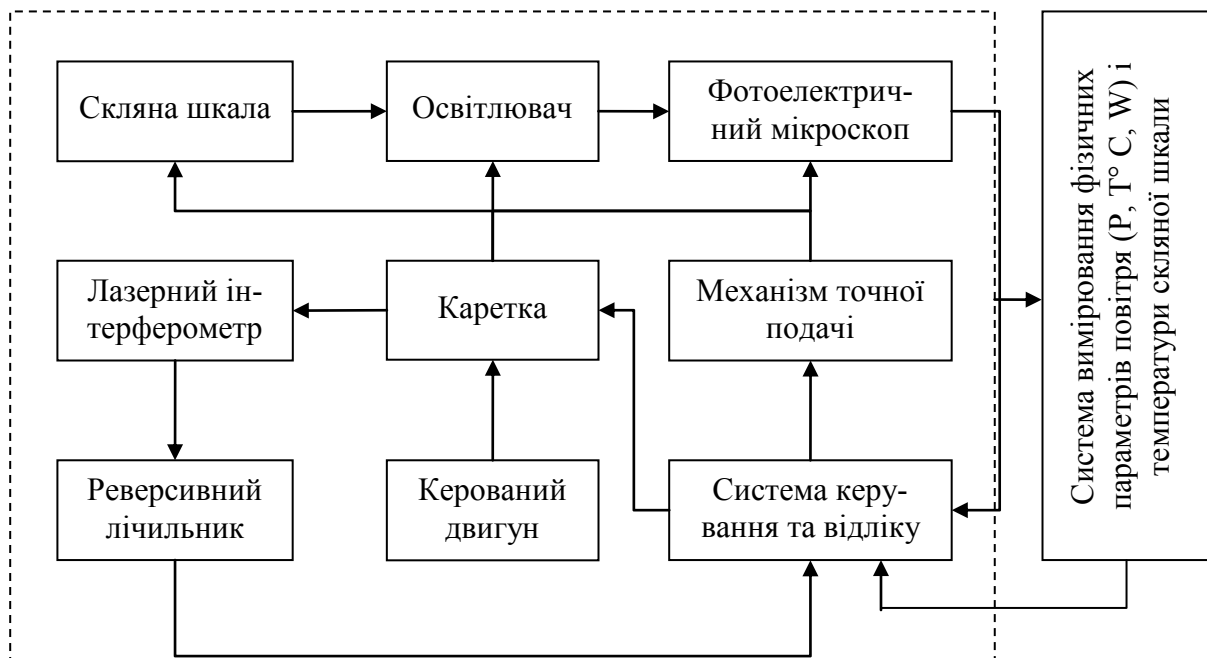 Скляна шкала
Освітлювач
Фотоелектрич-
ний мікроскоп
Лазерний ін-
терферометр
Каретка
Механізм точної
подачі
Реверсивний
лічильник
Керований
двигун
Система керу-
вання та відліку
Система вимірювання фізичних
параметрів повітря (P, T° C, W) і
температури скляної шкали